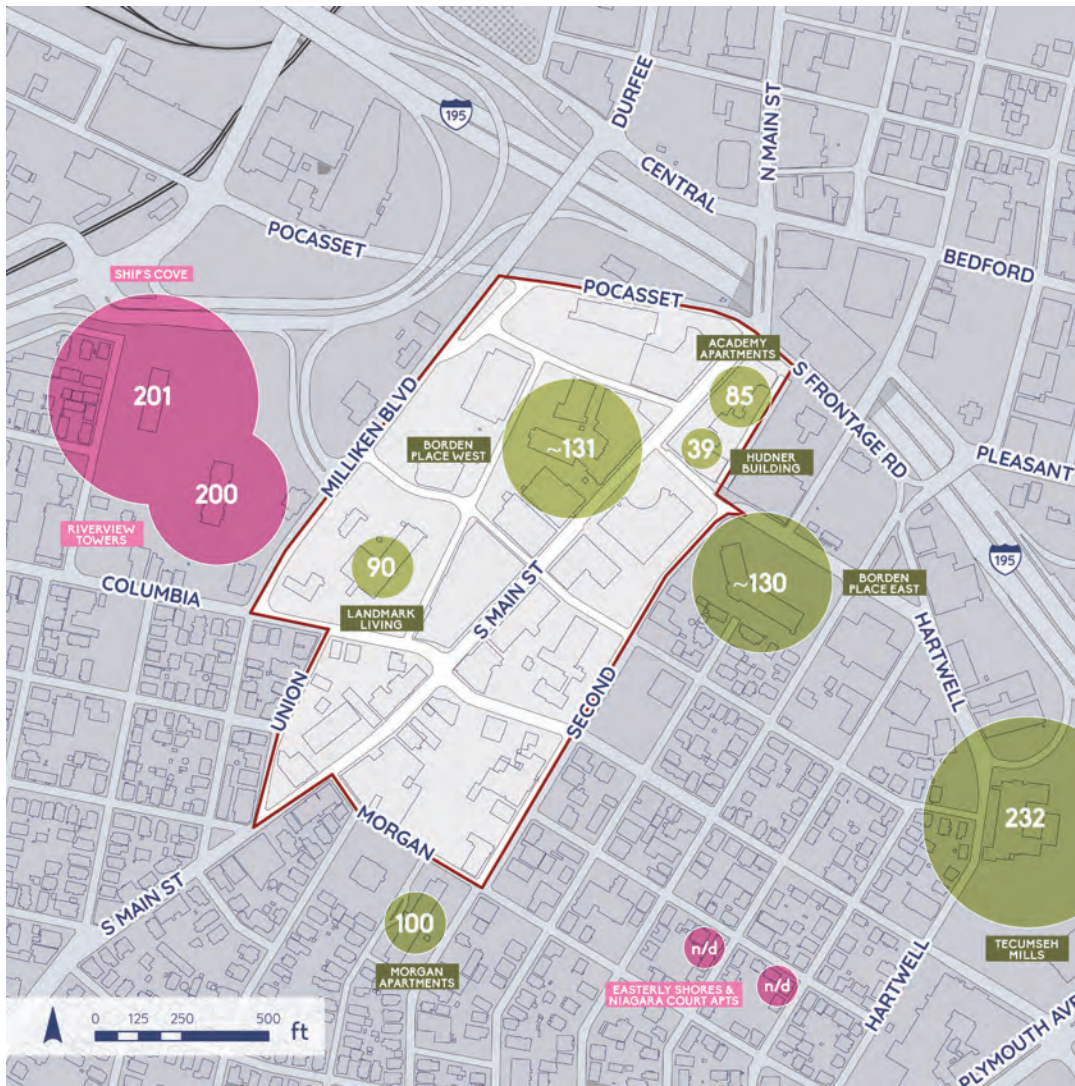 DURFEE
N MAIN ST
195
CENTRAL
POCASSET
BEDFORD
SHIP'S COVE
POCASSET
ACADEMY
APARTMENTS
S FRONTAGE RD
201
85
MILLIKEN BLVD
BORDEN
PLACE WEST
~131
39
HUDNER
BUILDING
PLEASANT
200
RIVERVIEW
TOWERS
195
COLUMBIA
90
~130
BORDEN
PLACE EAST
LANDMARK
LIVING
S MAIN ST
HARTWELL
UNION
SECOND
232
MORGAN
S MAIN ST
100
MORGAN
APARTMENTS
n/d
n/d
EASTERLY SHORES &
NIAGARA COURT APTS
TECUMSEH
MILLS
HARTWELL
PLYMOUTH AVE
0 125 250 500 ft